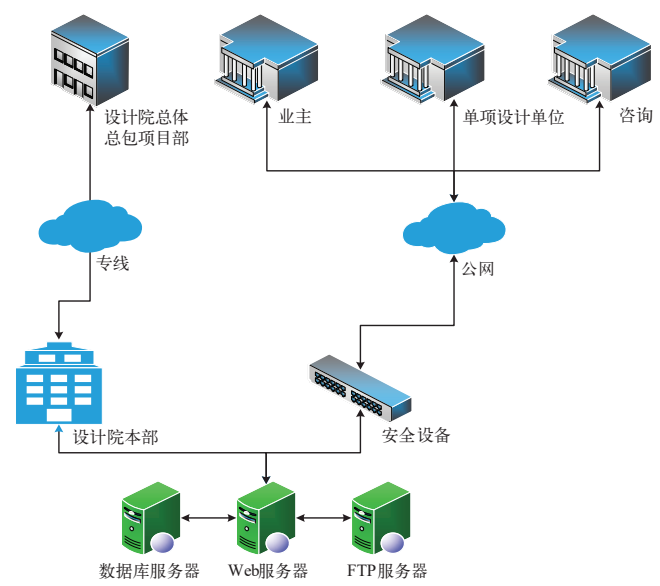 设计院总体
总包项目部
业主
单项设计单位
咨询
专线
公网
设计院本部
安全设备
数据库服务器
Web服务器
FTP服务器